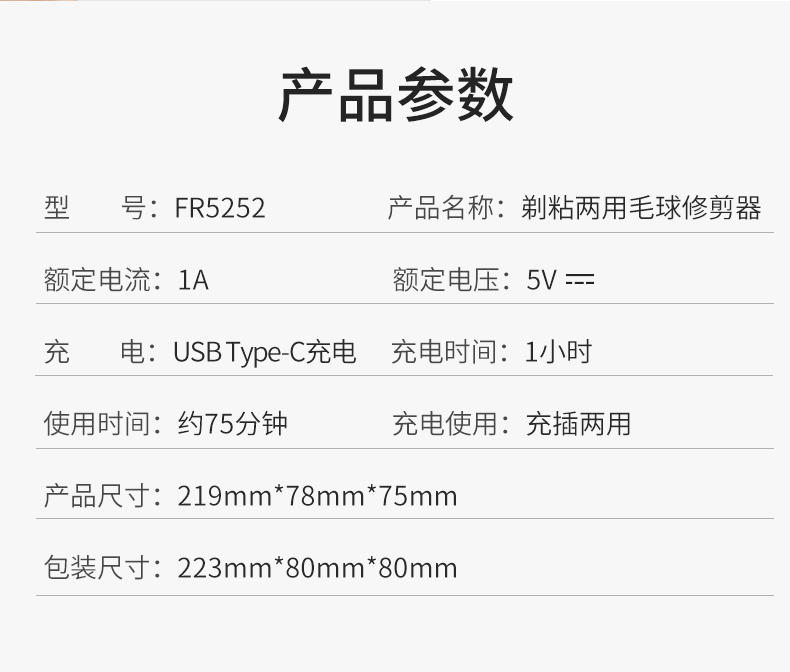 产品参数
型 号：FR5252 产品名称：剃粘两用毛球修剪器
额定电流：1A 额定电压：5V ⎓
充 电：USB Type-C充电 充电时间：1小时
使用时间：约75分钟 充电使用：充插两用
产品尺寸：219mm*78mm*75mm
包装尺寸：223mm*80mm*80mm